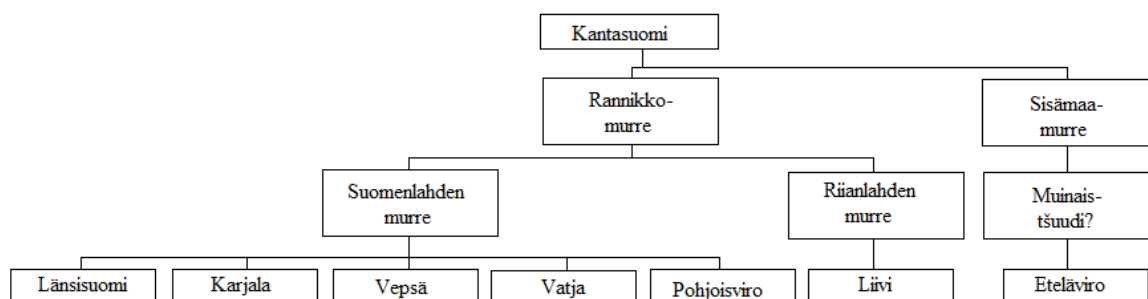 Kantasuomi
Rannikko-
murre
Sisämaa-
murre
Suomenlahden
murre
Riianlahden
murre
Muinais-
tšuudi?
Länsisuomi
Karjala
Vepsä
Vatja
Pohjoisviro
Liivi
Eteläviro